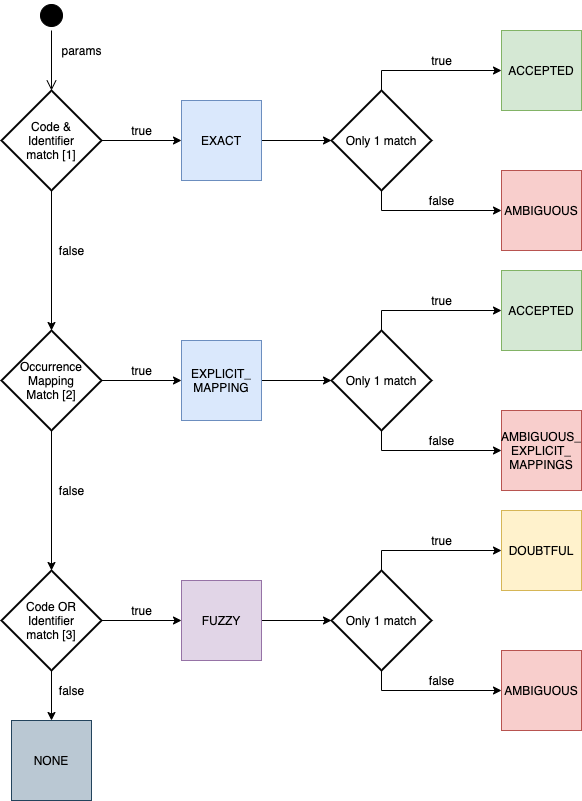 params
Code &
Identifier
match [1]
true
EXACT
Only 1 match
true
ACCEPTED
false
AMBIGUOUS
false
Occurrence
Mapping
Match [2]
true
EXPLICIT_
MAPPING
Only 1 match
true
ACCEPTED
false
AMBIGUOUS_
EXPLICIT_
MAPPINGS
false
Code OR
Identifier
match [3]
true
FUZZY
Only 1 match
true
DOUBTFUL
false
AMBIGUOUS
false
NONE